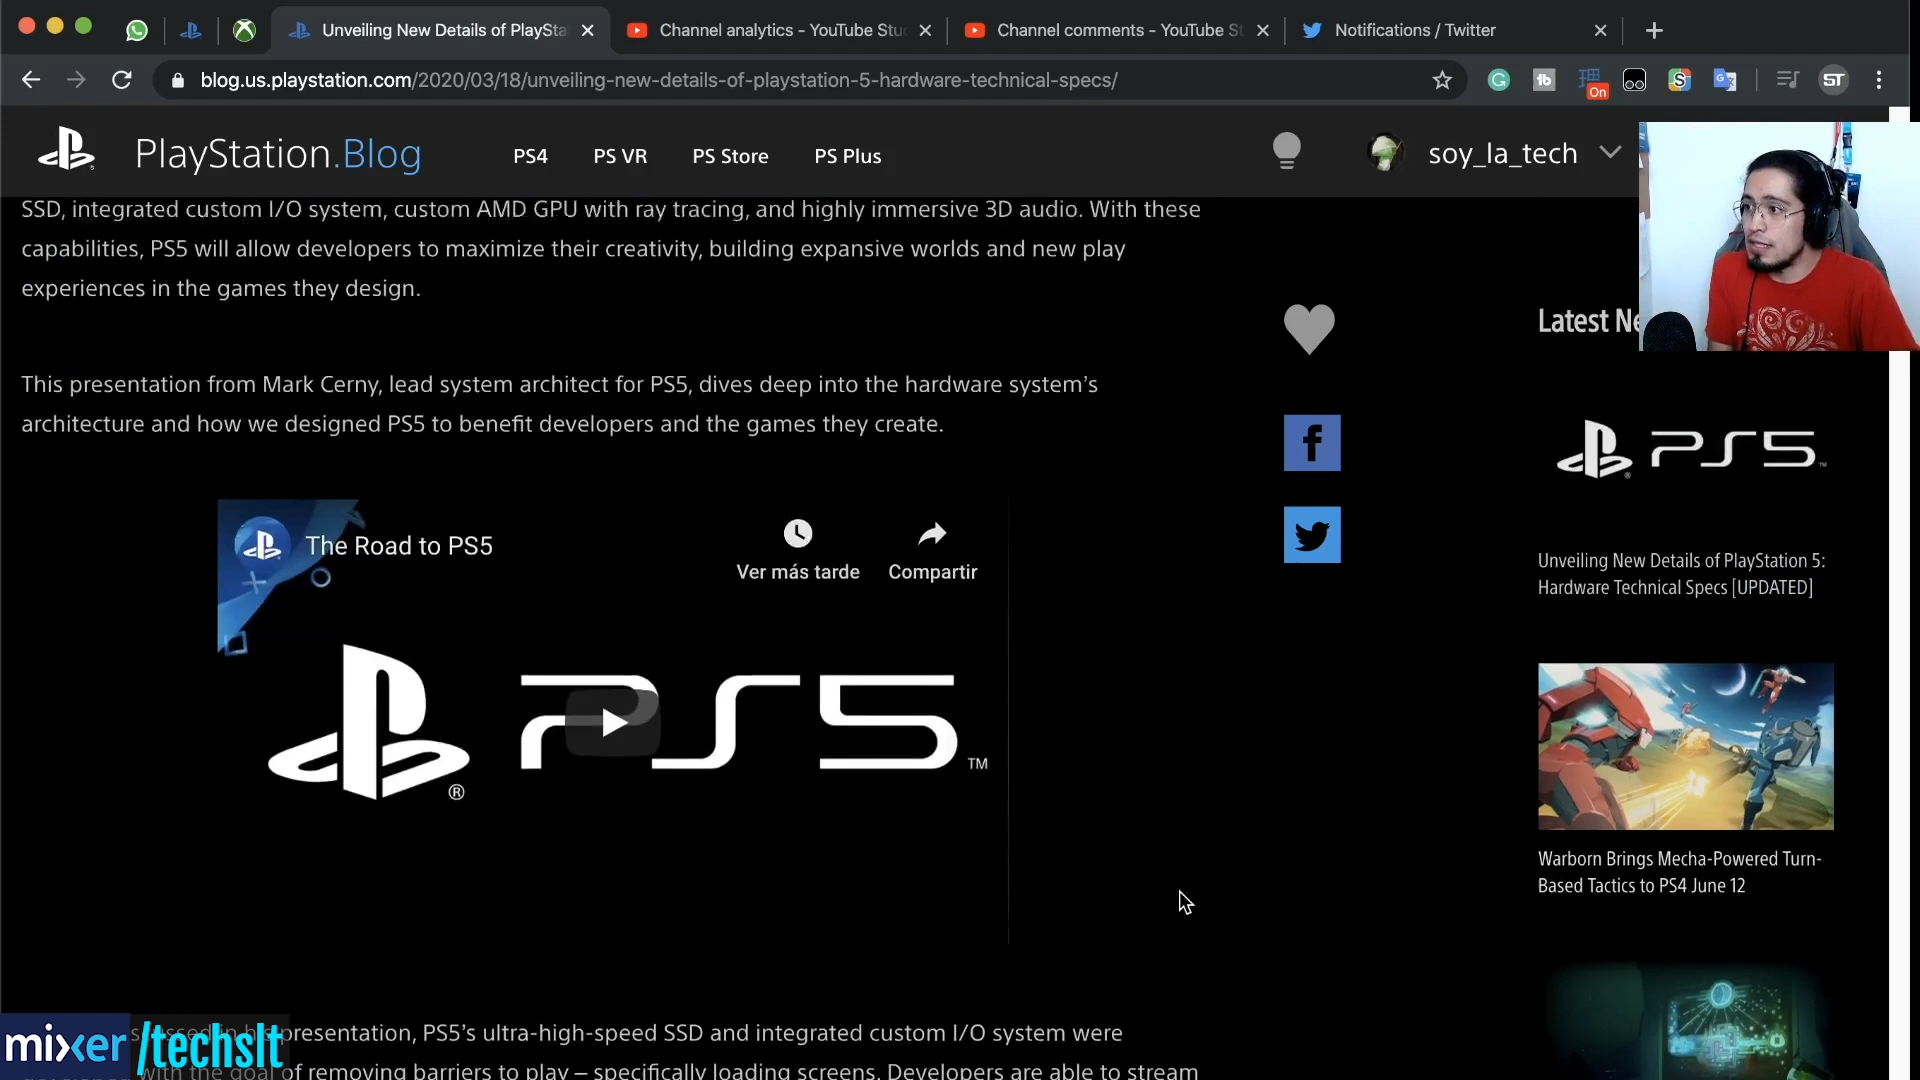 Unveiling New Details of PlaySta
Channel analytics - YouTube Stu
Channel comments - YouTube S
Notifications / Twitter
blog.us.playstation.com/2020/03/18/unveiling-new-details-of-playstation-5-hardware-technical-specs/
On
ST
PlayStation.Blog
PS4
PS VR
PS Store
PS Plus
soy_la_tech
SSD, integrated custom I/O system, custom AMD GPU with ray tracing, and highly immersive 3D audio. With these
capabilities, PS5 will allow developers to maximize their creativity, building expansive worlds and new play
experiences in the games they design.
This presentation from Mark Cerny, lead system architect for PS5, dives deep into the hardware system's
architecture and how we designed PS5 to benefit developers and the games they create.
The Road to PS5
Ver más tarde
Compartir
PS5™
®
Latest Ne
PS5™
Unveiling New Details of PlayStation 5:
Hardware Technical Specs [UPDATED]
Warborn Brings Mecha-Powered Turn-
Based Tactics to PS4 June 12
presentation, PS5's ultra-high-speed SSD and integrated custom I/O system were
with the goal of removing barriers to play – specifically loading screens. Developers are able to stream
mixer/techslt